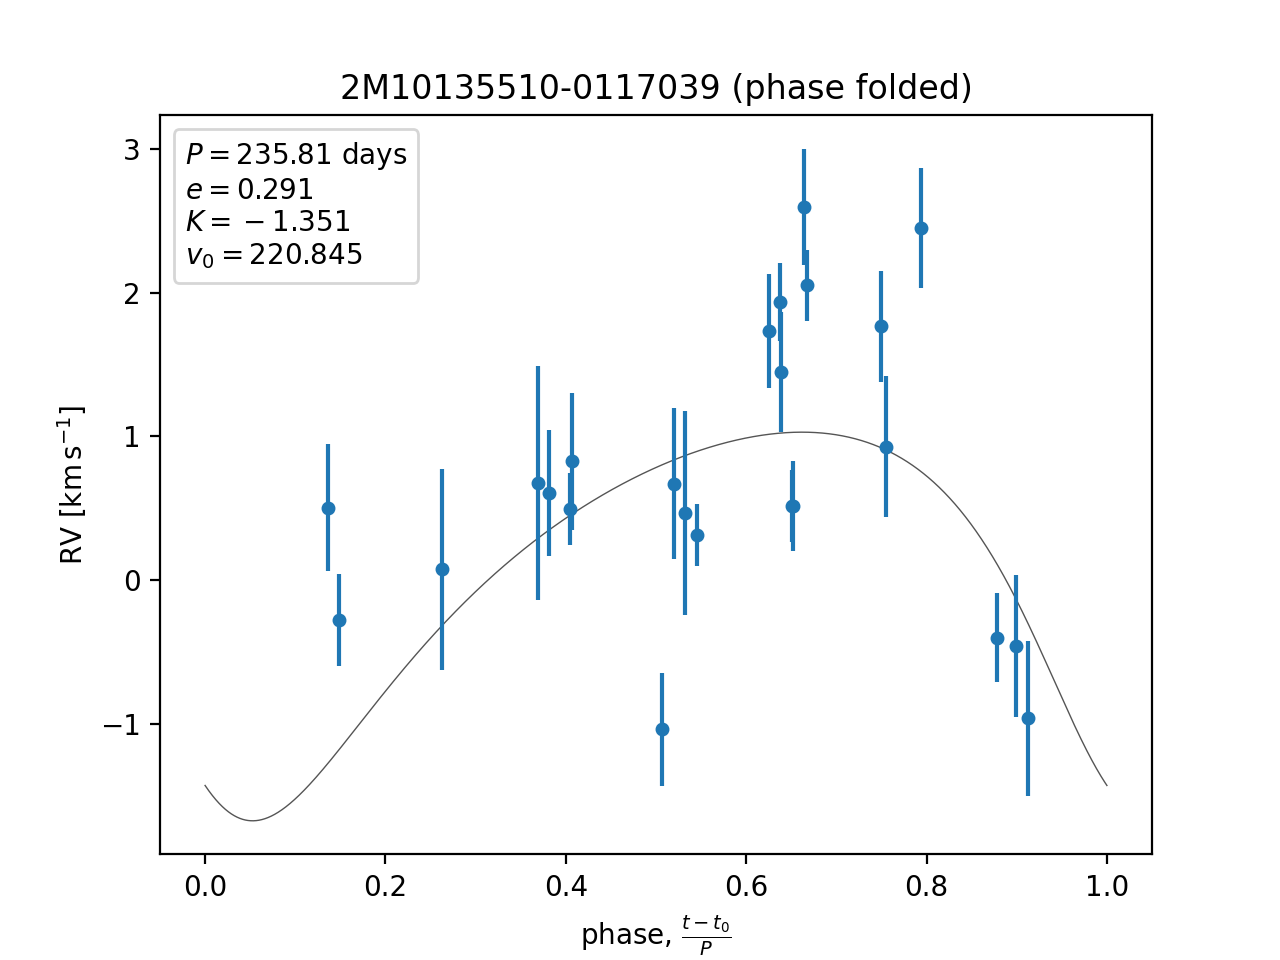 2M10135510-0117039 (phase folded)
P = 235.81 days
e = 0.291
K = −1.351
v₀ = 220.845
3
2
1
0
−1
RV [km s⁻¹]
0.0 0.2 0.4 0.6 0.8 1.0
phase, (t − t₀)/P